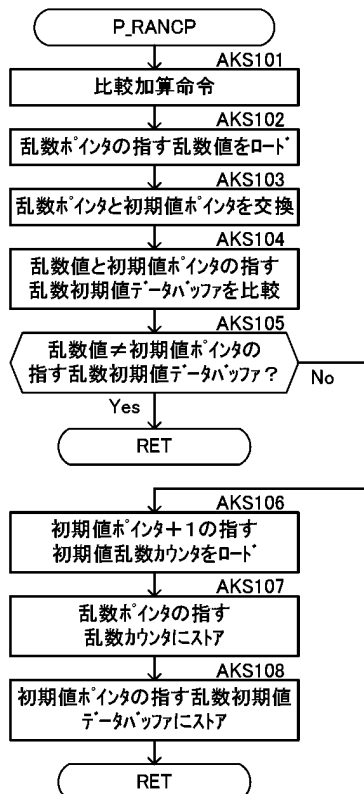 P_RANCP
AKS101
比較加算命令
AKS102
乱数ﾎﾟｲﾝﾀの指す乱数値をﾛｰﾄﾞ
AKS103
乱数ﾎﾟｲﾝﾀと初期値ﾎﾟｲﾝﾀを交換
AKS104
乱数値と初期値ﾎﾟｲﾝﾀの指す
乱数初期値ﾃﾞｰﾀﾊﾞｯﾌｧを比較
AKS105
乱数値≠初期値ﾎﾟｲﾝﾀの
指す乱数初期値ﾃﾞｰﾀﾊﾞｯﾌｧ？
No
Yes
RET
AKS106
初期値ﾎﾟｲﾝﾀ＋１の指す
初期乱数ｶｳﾝﾀをﾛｰﾄﾞ
AKS107
乱数ﾎﾟｲﾝﾀの指す
乱数ｶｳﾝﾀにｽﾄｱ
AKS108
初期値ﾎﾟｲﾝﾀの指す乱数初期値
ﾃﾞｰﾀﾊﾞｯﾌｧにｽﾄｱ
RET